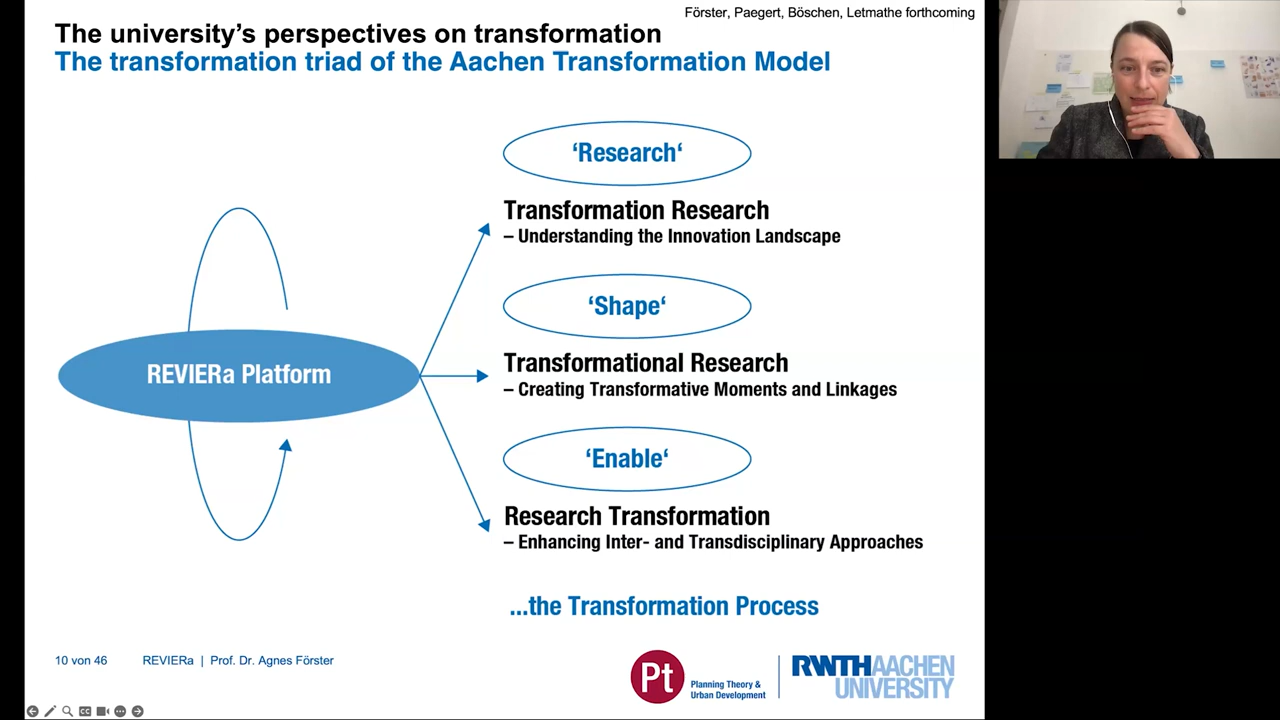 Förster, Paegert, Böschen, Letmathe forthcoming
The university’s perspectives on transformation
The transformation triad of the Aachen Transformation Model
‘Research‘
Transformation Research
– Understanding the Innovation Landscape
‘Shape‘
REVIERa Platform
Transformational Research
– Creating Transformative Moments and Linkages
‘Enable‘
Research Transformation
– Enhancing Inter- and Transdisciplinary Approaches
...the Transformation Process
10 von 46
REVIERa | Prof. Dr. Agnes Förster
Pt
Planning Theory &
Urban Development
RWTH AACHEN
UNIVERSITY